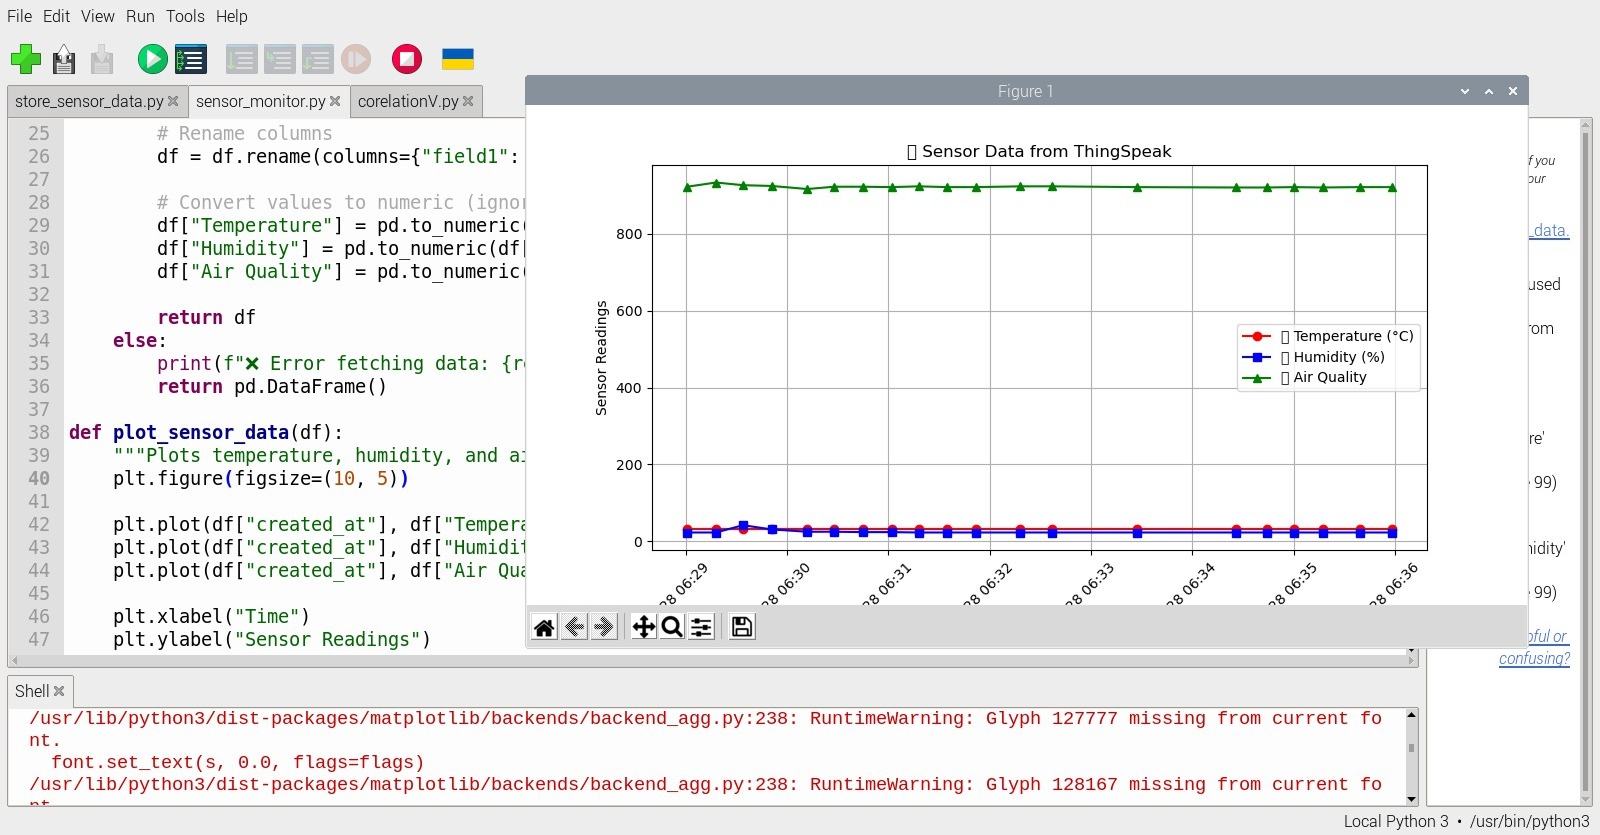 File Edit View Run Tools Help
store_sensor_data.py
sensor_monitor.py
corelationV.py
25 # Rename columns
26 df = df.rename(columns={"field1":
27
28 # Convert values to numeric (ignor
29 df["Temperature"] = pd.to_numeric(
30 df["Humidity"] = pd.to_numeric(df[
31 df["Air Quality"] = pd.to_numeric(
32
33 return df
34 else:
35 print(f"❌ Error fetching data: {re
36 return pd.DataFrame()
37
38 def plot_sensor_data(df):
39 """Plots temperature, humidity, and ai
40 plt.figure(figsize=(10, 5))
41
42 plt.plot(df["created_at"], df["Tempera
43 plt.plot(df["created_at"], df["Humidit
44 plt.plot(df["created_at"], df["Air Qua
45
46 plt.xlabel("Time")
47 plt.ylabel("Sensor Readings")
Figure 1
Sensor Data from ThingSpeak
Sensor Readings
800
600
400
200
0
Temperature (°C)
Humidity (%)
Air Quality
28 06:29
28 06:30
28 06:31
28 06:32
28 06:33
28 06:34
28 06:35
28 06:36
f you
our
_data.
used
rom
re'
99)
nidity'
99)
pful or
confusing?
Shell
/usr/lib/python3/dist-packages/matplotlib/backends/backend_agg.py:238: RuntimeWarning: Glyph 127777 missing from current fo
nt.
font.set_text(s, 0.0, flags=flags)
/usr/lib/python3/dist-packages/matplotlib/backends/backend_agg.py:238: RuntimeWarning: Glyph 128167 missing from current fo
nt.
Local Python 3 • /usr/bin/python3